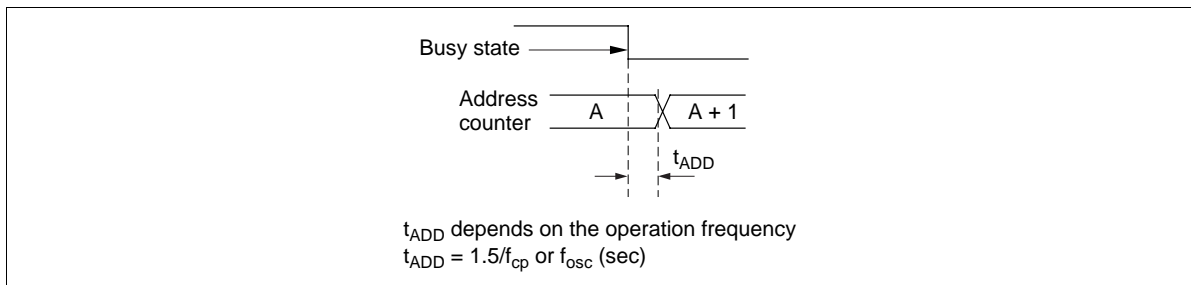 Busy state
Address
counter
A
A + 1
tADD
tADD depends on the operation frequency
tADD = 1.5/fcp or fosc (sec)